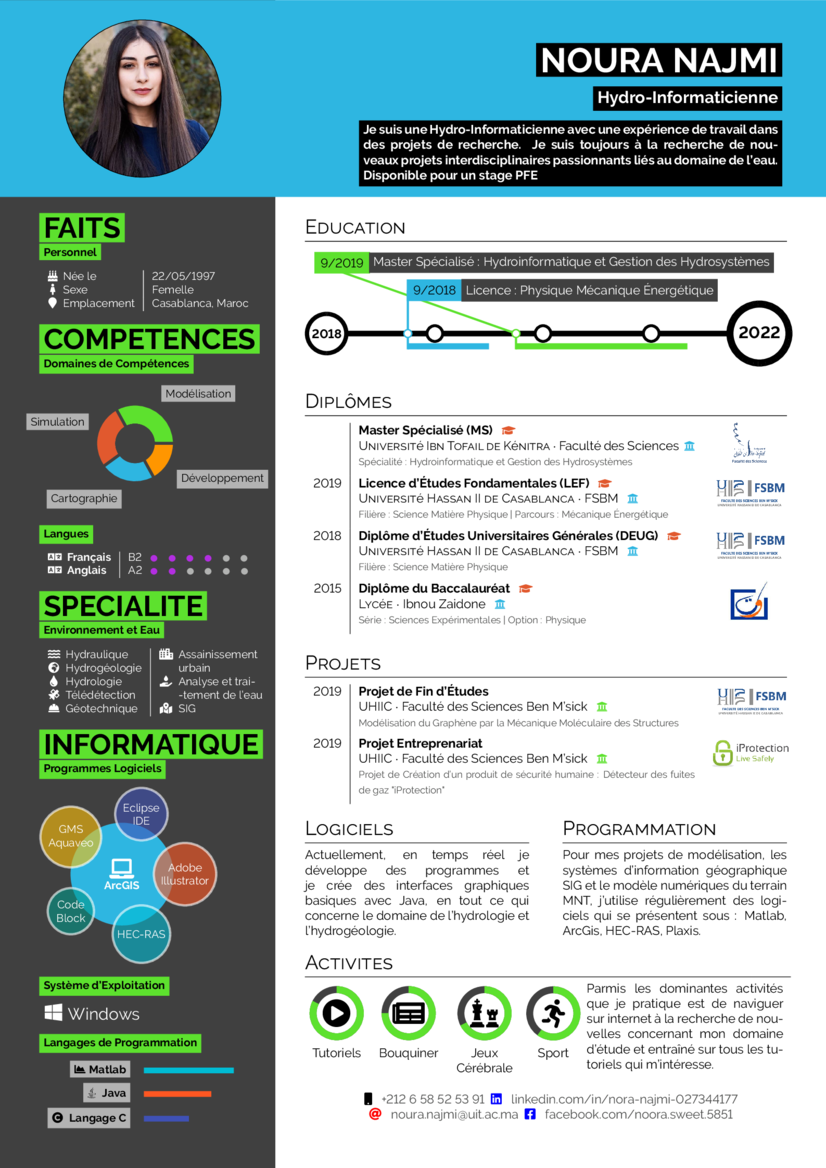 NOURA NAJMI
Hydro-Informaticienne
Je suis une Hydro-Informaticienne avec une expérience de travail dans
des projets de recherche. Je suis toujours à la recherche de nou-
veaux projets interdisciplinaires passionnants liés au domaine de l'eau.
Disponible pour un stage PFE
FAITS
Personnel
Née le 22/05/1997
Sexe Femelle
Emplacement Casablanca, Maroc
COMPETENCES
Domaines de Compétences
Modélisation
Simulation
Développement
Cartographie
Langues
Français B2
Anglais A2
SPECIALITE
Environnement et Eau
Hydraulique
Hydrogéologie
Hydrologie
Télédétection
Géotechnique
Assainissement
urbain
Analyse et trai-
-tement de l'eau
SIG
INFORMATIQUE
Programmes Logiciels
Eclipse
IDE
GMS
Aquaveo
ArcGIS
Adobe
Illustrator
Code
Block
HEC-RAS
Système d'Exploitation
Windows
Langages de Programmation
Matlab
Java
Langage C
EDUCATION
9/2019 Master Spécialisé : Hydroinformatique et Gestion des Hydrosystèmes
9/2018 Licence : Physique Mécanique Énergétique
2018
2022
DIPLÔMES
Master Spécialisé (MS)
UNIVERSITÉ IBN TOFAIL DE KÉNITRA · Faculté des Sciences
Spécialité : Hydroinformatique et Gestion des Hydrosystèmes
2019 Licence d'Études Fondamentales (LEF)
UNIVERSITÉ HASSAN II DE CASABLANCA · FSBM
FSBM
Filière : Science Matière Physique | Parcours : Mécanique Énergétique
2018 Diplôme d'Études Universitaires Générales (DEUG)
UNIVERSITÉ HASSAN II DE CASABLANCA · FSBM
FSBM
Filière : Science Matière Physique
2015 Diplôme du Baccalauréat
LYCÉE · Ibnou Zaidone
Série : Sciences Expérimentales | Option : Physique
PROJETS
2019 Projet de Fin d'Études
UHIIC · Faculté des Sciences Ben M'sick
FSBM
Modélisation du Graphène par la Mécanique Moléculaire des Structures
2019 Projet Entreprenariat
UHIIC · Faculté des Sciences Ben M'sick
iProtection
Live Safely
Projet de Création d'un produit de sécurité humaine : Détecteur des fuites
de gaz "iProtection"
LOGICIELS
Actuellement, en temps réel je
développe des programmes et
je crée des interfaces graphiques
basiques avec Java, en tout ce qui
concerne le domaine de l'hydrologie et
l'hydrogéologie.
PROGRAMMATION
Pour mes projets de modélisation, les
systèmes d'information géographique
SIG et le modèle numériques du terrain
MNT, j'utilise régulièrement des logi-
ciels qui se présentent sous : Matlab,
ArcGis, HEC-RAS, Plaxis.
ACTIVITES
Tutoriels
Bouquiner
Jeux
Cérébrale
Sport
Parmis les dominantes activités
que je pratique est de naviguer
sur internet à la recherche de nou-
velles concernant mon domaine
d'étude et entraîné sur tous les tu-
toriels qui m'intéresse.
+212 6 58 52 53 91 linkedin.com/in/nora-najmi-027344177
noura.najmi@uit.ac.ma facebook.com/noora.sweet.5851